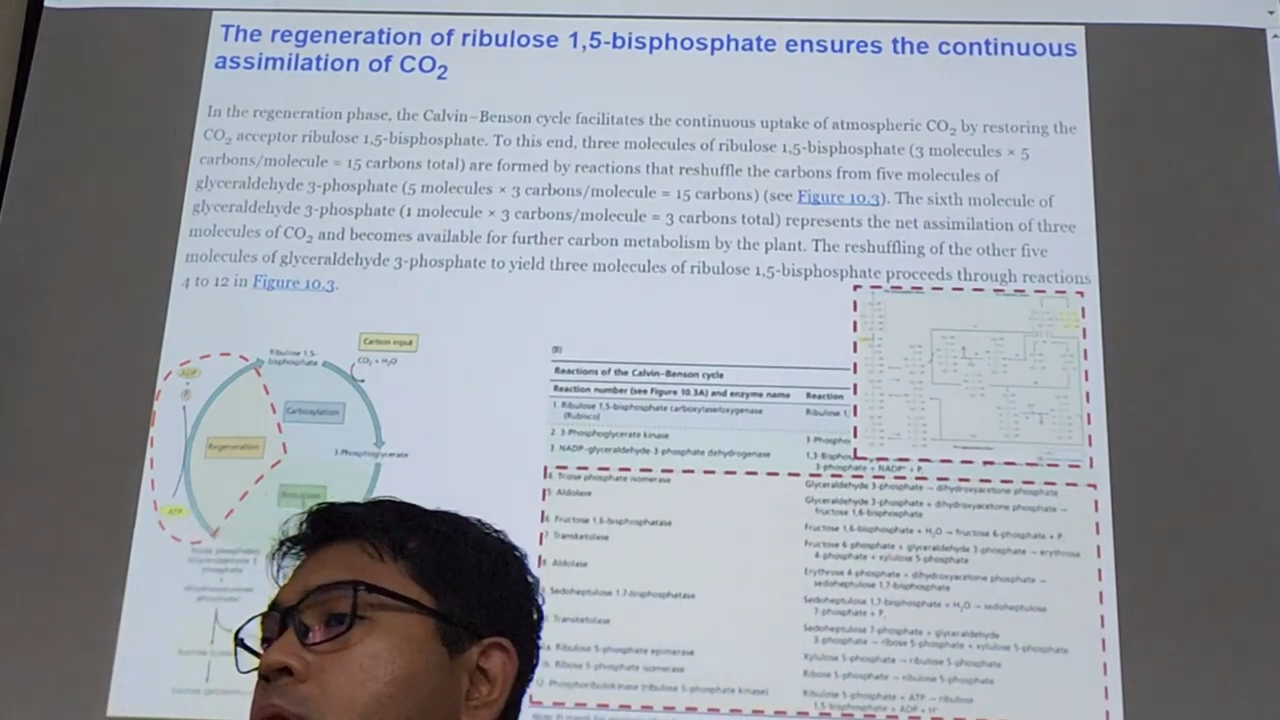 The regeneration of ribulose 1,5-bisphosphate ensures the continuous
assimilation of CO2
In the regeneration phase, the Calvin–Benson cycle facilitates the continuous uptake of atmospheric CO2 by restoring the
CO2 acceptor ribulose 1,5-bisphosphate. To this end, three molecules of ribulose 1,5-bisphosphate (3 molecules × 5
carbons/molecule = 15 carbons total) are formed by reactions that reshuffle the carbons from five molecules of
glyceraldehyde 3-phosphate (5 molecules × 3 carbons/molecule = 15 carbons) (see Figure 10.3). The sixth molecule of
glyceraldehyde 3-phosphate (1 molecule × 3 carbons/molecule = 3 carbons total) represents the net assimilation of three
molecules of CO2 and becomes available for further carbon metabolism by the plant. The reshuffling of the other five
molecules of glyceraldehyde 3-phosphate to yield three molecules of ribulose 1,5-bisphosphate proceeds through reactions
4 to 12 in Figure 10.3.
Carbon input
Ribulose 1,5-
bisphosphate
CO2 + H2O
ADP
+
P
Carboxylation
Regeneration
3-Phosphoglycerate
ATP
(B)
Reactions of the Calvin–Benson cycle
Reaction number (see Figure 10.3A) and enzyme name Reaction
1. Ribulose 1,5-bisphosphate carboxylase/oxygenase Ribulose 1,
(Rubisco)
2. 3-Phosphoglycerate kinase 3-Phospho
3. NADP–glyceraldehyde-3-phosphate dehydrogenase 1,3-Bispho
3-phosphate + NADP+ + Pi
4. Triose phosphate isomerase Glyceraldehyde 3-phosphate → dihydroxyacetone phosphate
5. Aldolase Glyceraldehyde 3-phosphate + dihydroxyacetone phosphate →
fructose 1,6-bisphosphate
6. Fructose 1,6-bisphosphatase Fructose 1,6-bisphosphate + H2O → fructose 6-phosphate + Pi
7. Transketolase Fructose 6-phosphate + glyceraldehyde 3-phosphate → erythrose
4-phosphate + xylulose 5-phosphate
8. Aldolase Erythrose 4-phosphate + dihydroxyacetone phosphate →
sedoheptulose 1,7-bisphosphate
Sedoheptulose 1,7-bisphosphatase Sedoheptulose 1,7-bisphosphate + H2O → sedoheptulose
7-phosphate + Pi
Transketolase Sedoheptulose 7-phosphate + glyceraldehyde
3-phosphate → ribose 5-phosphate + xylulose 5-phosphate
Ribulose 5-phosphate epimerase Xylulose 5-phosphate → ribulose 5-phosphate
Ribose 5-phosphate isomerase Ribose 5-phosphate → ribulose 5-phosphate
12. Phosphoribulokinase (ribulose 5-phosphate kinase) Ribulose 5-phosphate + ATP → ribulose
1,5-bisphosphate + ADP + H+